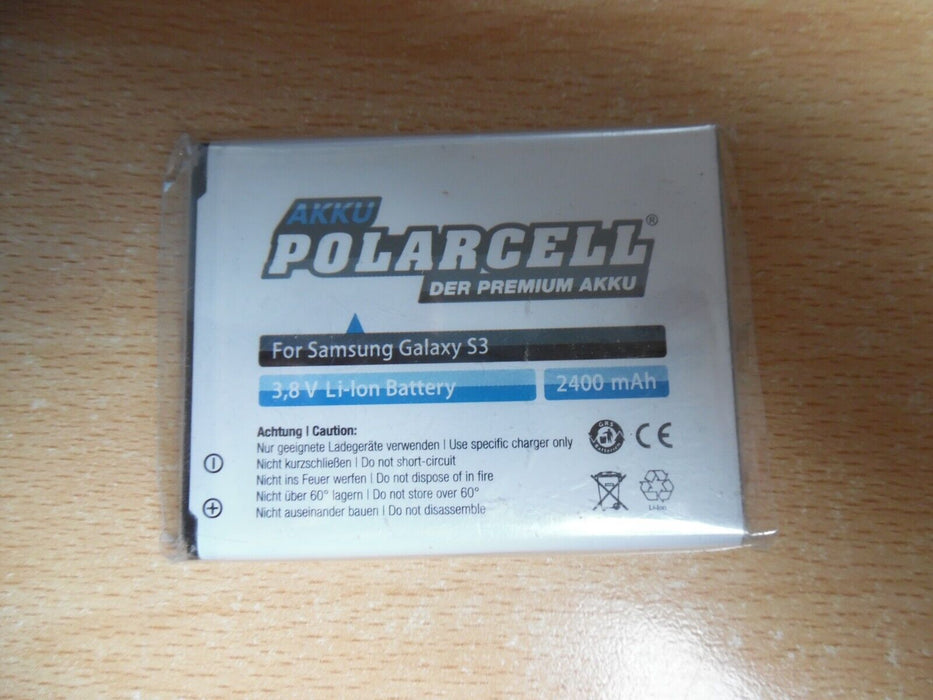 AKKU
POLARCELL®
DER PREMIUM AKKU
For Samsung Galaxy S3
3,8 V Li-Ion Battery 2400 mAh
Achtung | Caution:
Nur geeignete Ladegeräte verwenden | Use specific charger only
Nicht kurzschließen | Do not short-circuit
Nicht ins Feuer werfen | Do not dispose of in fire
Nicht über 60° lagern | Do not store over 60°
Nicht auseinander bauen | Do not disassemble
GRS
CE
Li-Ion